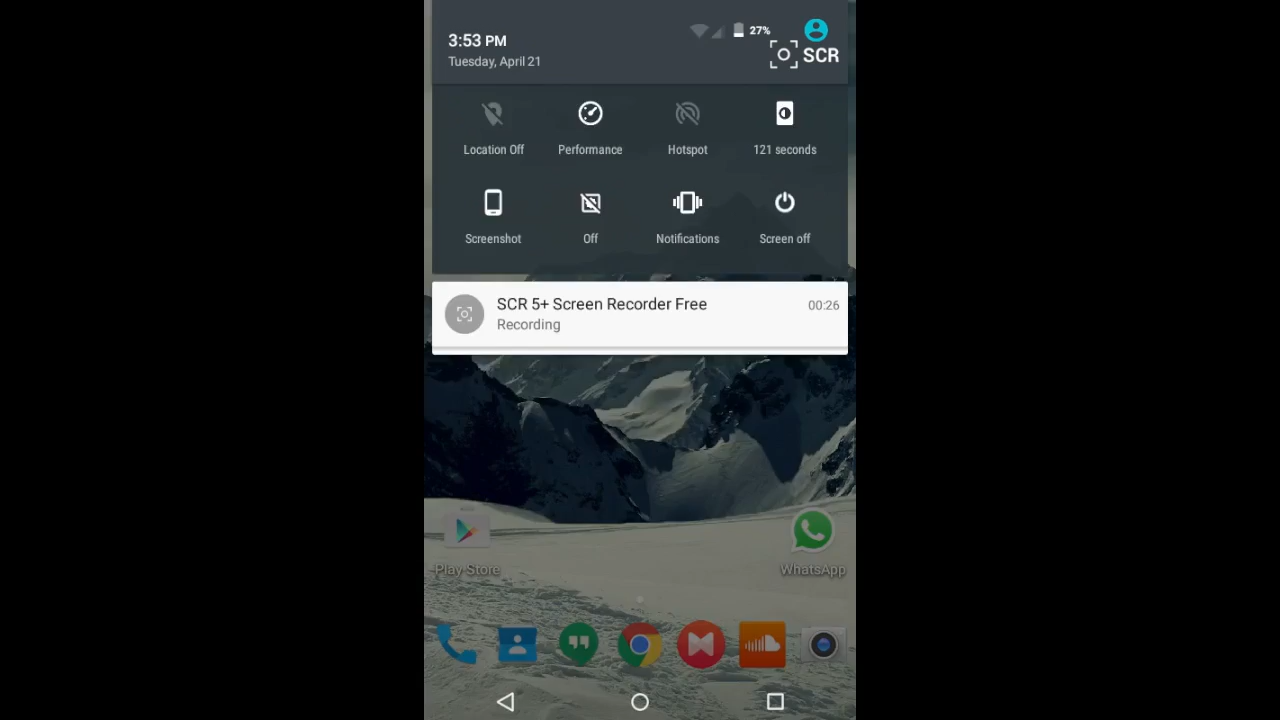 3:53 PM
27%
Tuesday, April 21
SCR
Location Off
Performance
Hotspot
121 seconds
Screenshot
Off
Notifications
Screen off
SCR 5+ Screen Recorder Free
00:26
Recording
Play Store
WhatsApp